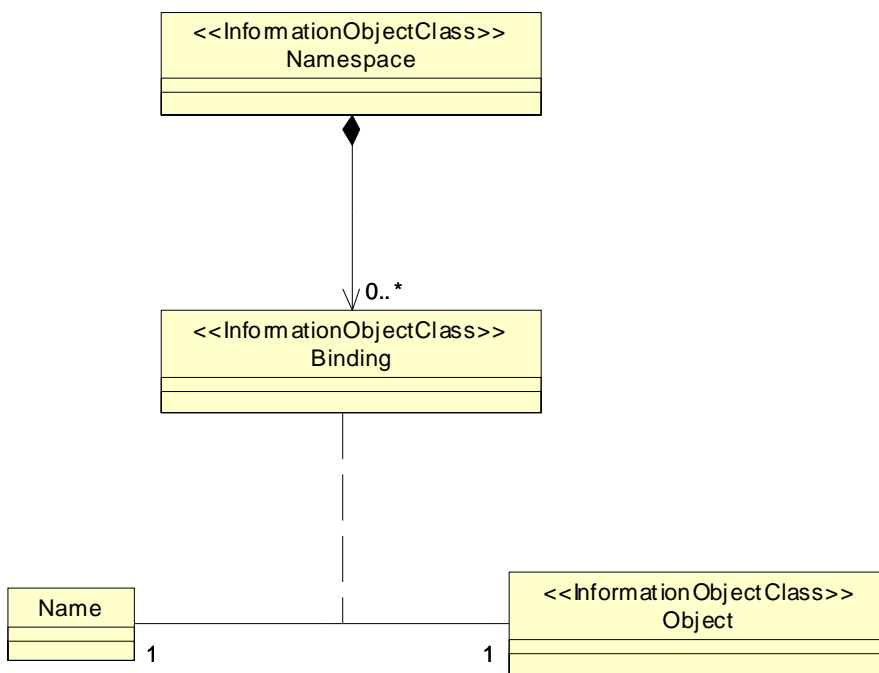 <<InformationObjectClass>>
Namespace
0..*
<<InformationObjectClass>>
Binding
Name
<<InformationObjectClass>>
Object
1
1